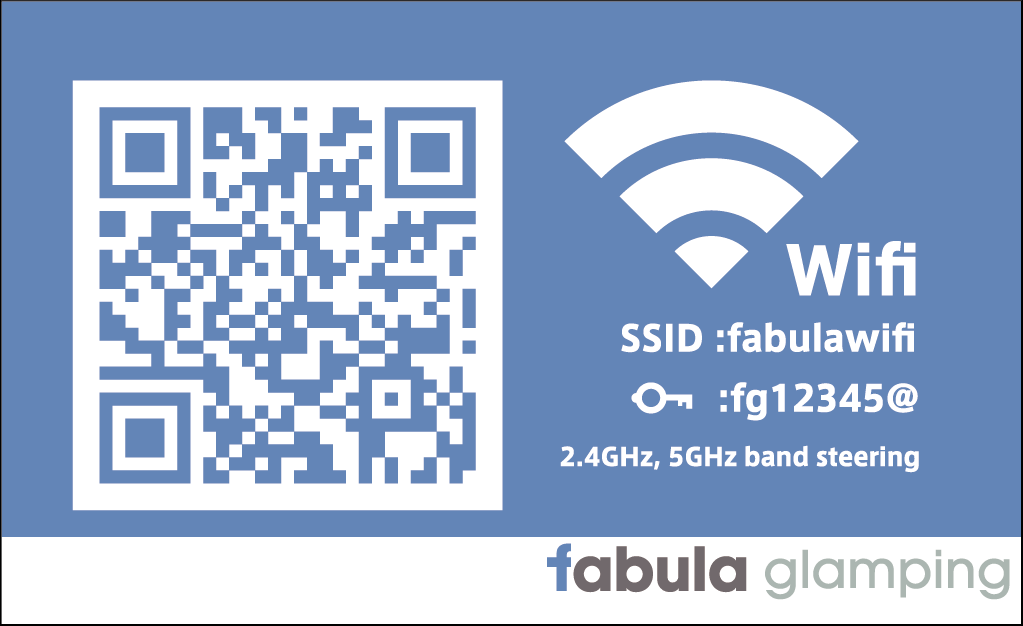 Wifi
SSID :fabulawifi
:fg12345@
2.4GHz, 5GHz band steering
fabula glamping